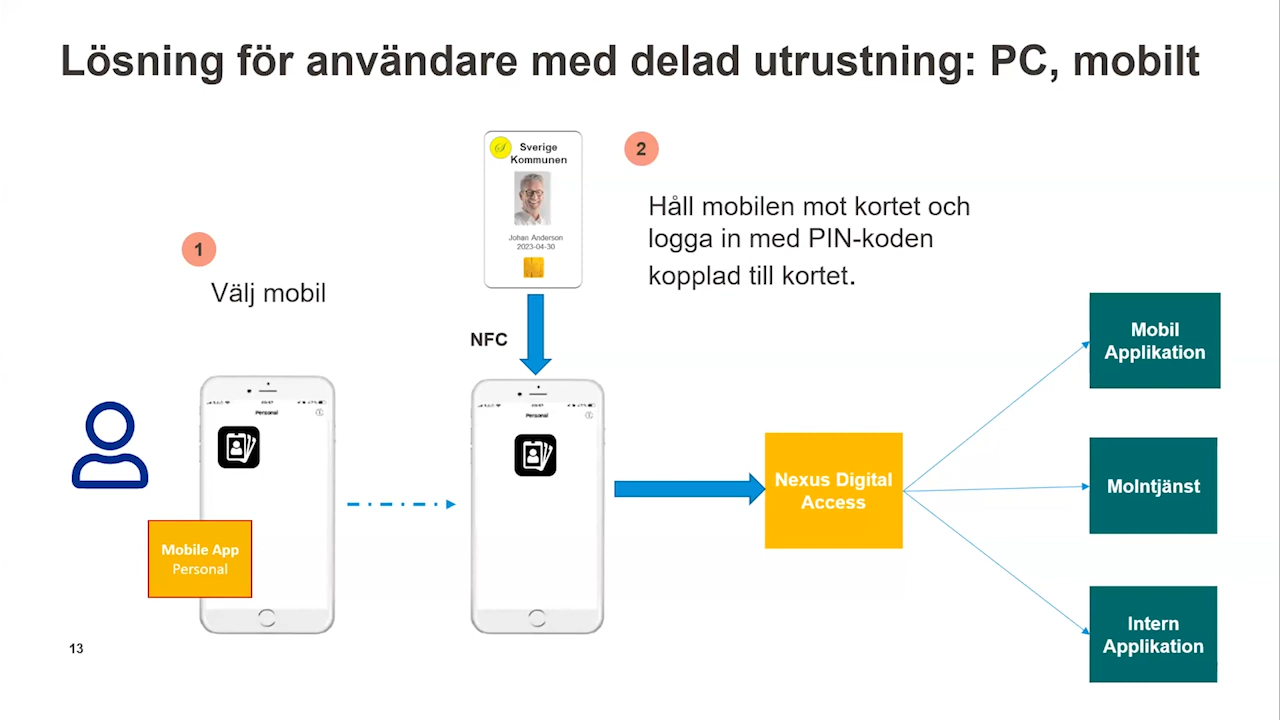 Lösning för användare med delad utrustning: PC, mobilt
Sverige
Kommunen
Johan Anderson
2023-04-30
2
Håll mobilen mot kortet och
logga in med PIN-koden
kopplad till kortet.
1
Välj mobil
NFC
Personal
Personal
Mobile App
Personal
Nexus Digital
Access
Mobil
Applikation
Molntjänst
Intern
Applikation
13